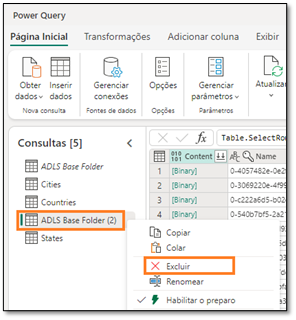 Power Query
Página Inicial Transformações Adicionar coluna Exibir
Obter dados Inserir dados Gerenciar conexões Opções Gerenciar parâmetros Atualizar
Nova consulta Fontes de dados Opções Parâmetros
Consultas [5]
Table.SelectRo
ADLS Base Folder
Cities
Countries
ADLS Base Folder (2)
States
Content Name
1 [Binary] 0-4057482e-0e2
2 [Binary] 0-3069220e-4f9
3 [Binary] 0-c222a6d5-b02
4 [Binary] 0-540b7bf5-2a2
Copiar
Colar
Excluir
Renomear
Habilitar o preparo